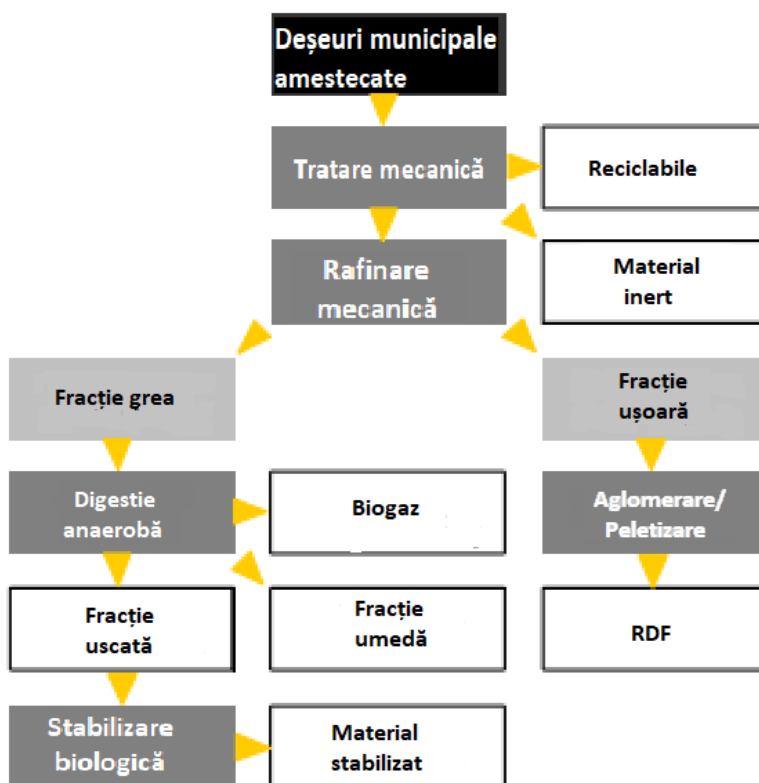 Deșeuri municipale
amestecate
Tratare mecanică
Reciclabile
Rafinare
mecanică
Material
inert
Fracție grea
Fracție
ușoară
Digestie
anaerobă
Biogaz
Aglomerare/
Peletizare
Fracție
uscată
Fracție
umedă
RDF
Stabilizare
biologică
Material
stabilizat